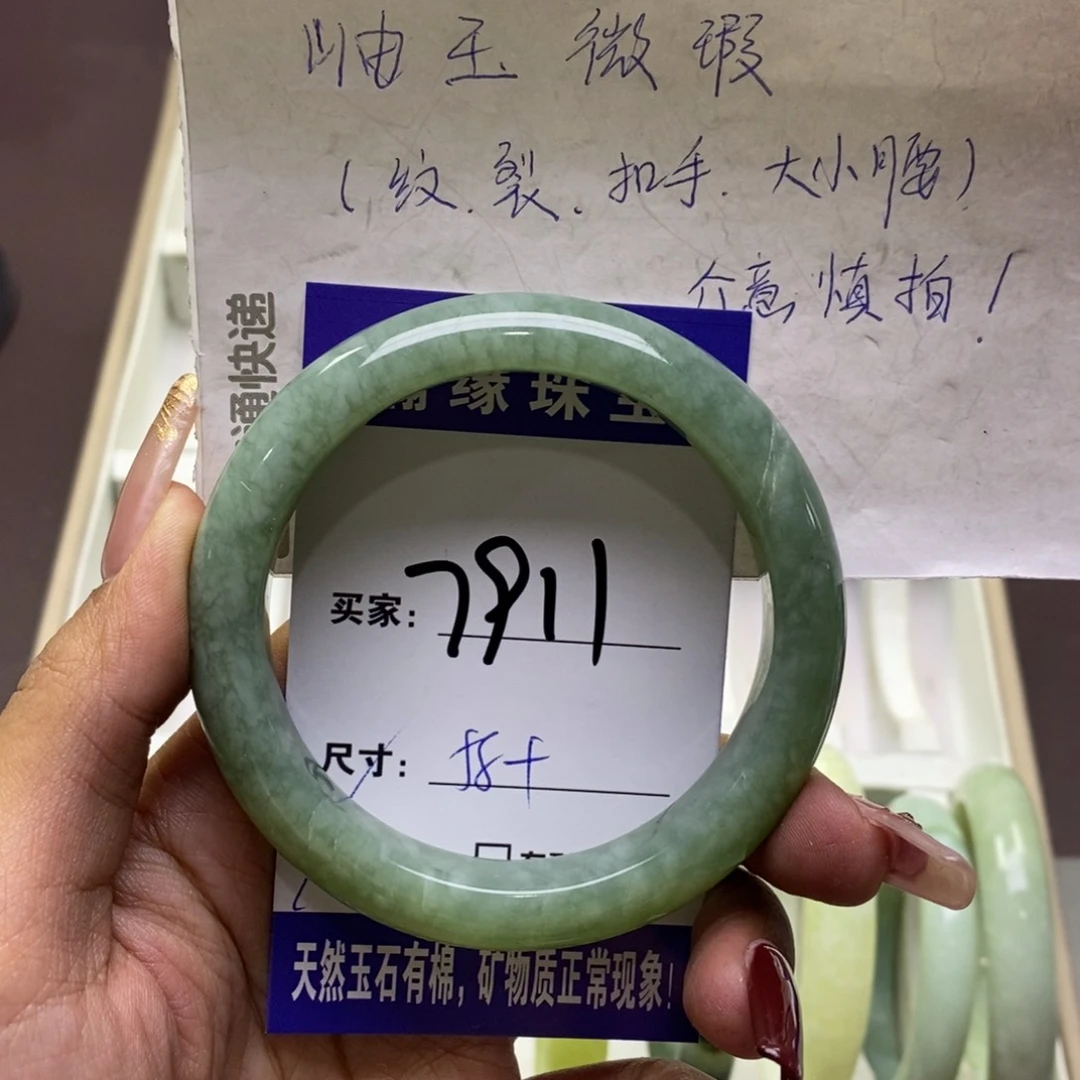 岫玉 微瑕
(纹.裂.扣手.大小腰)
介意慎拍!
通快递
缘珠宝
买家: 7911
尺寸: 58+
天然玉石有棉,矿物质正常现象!